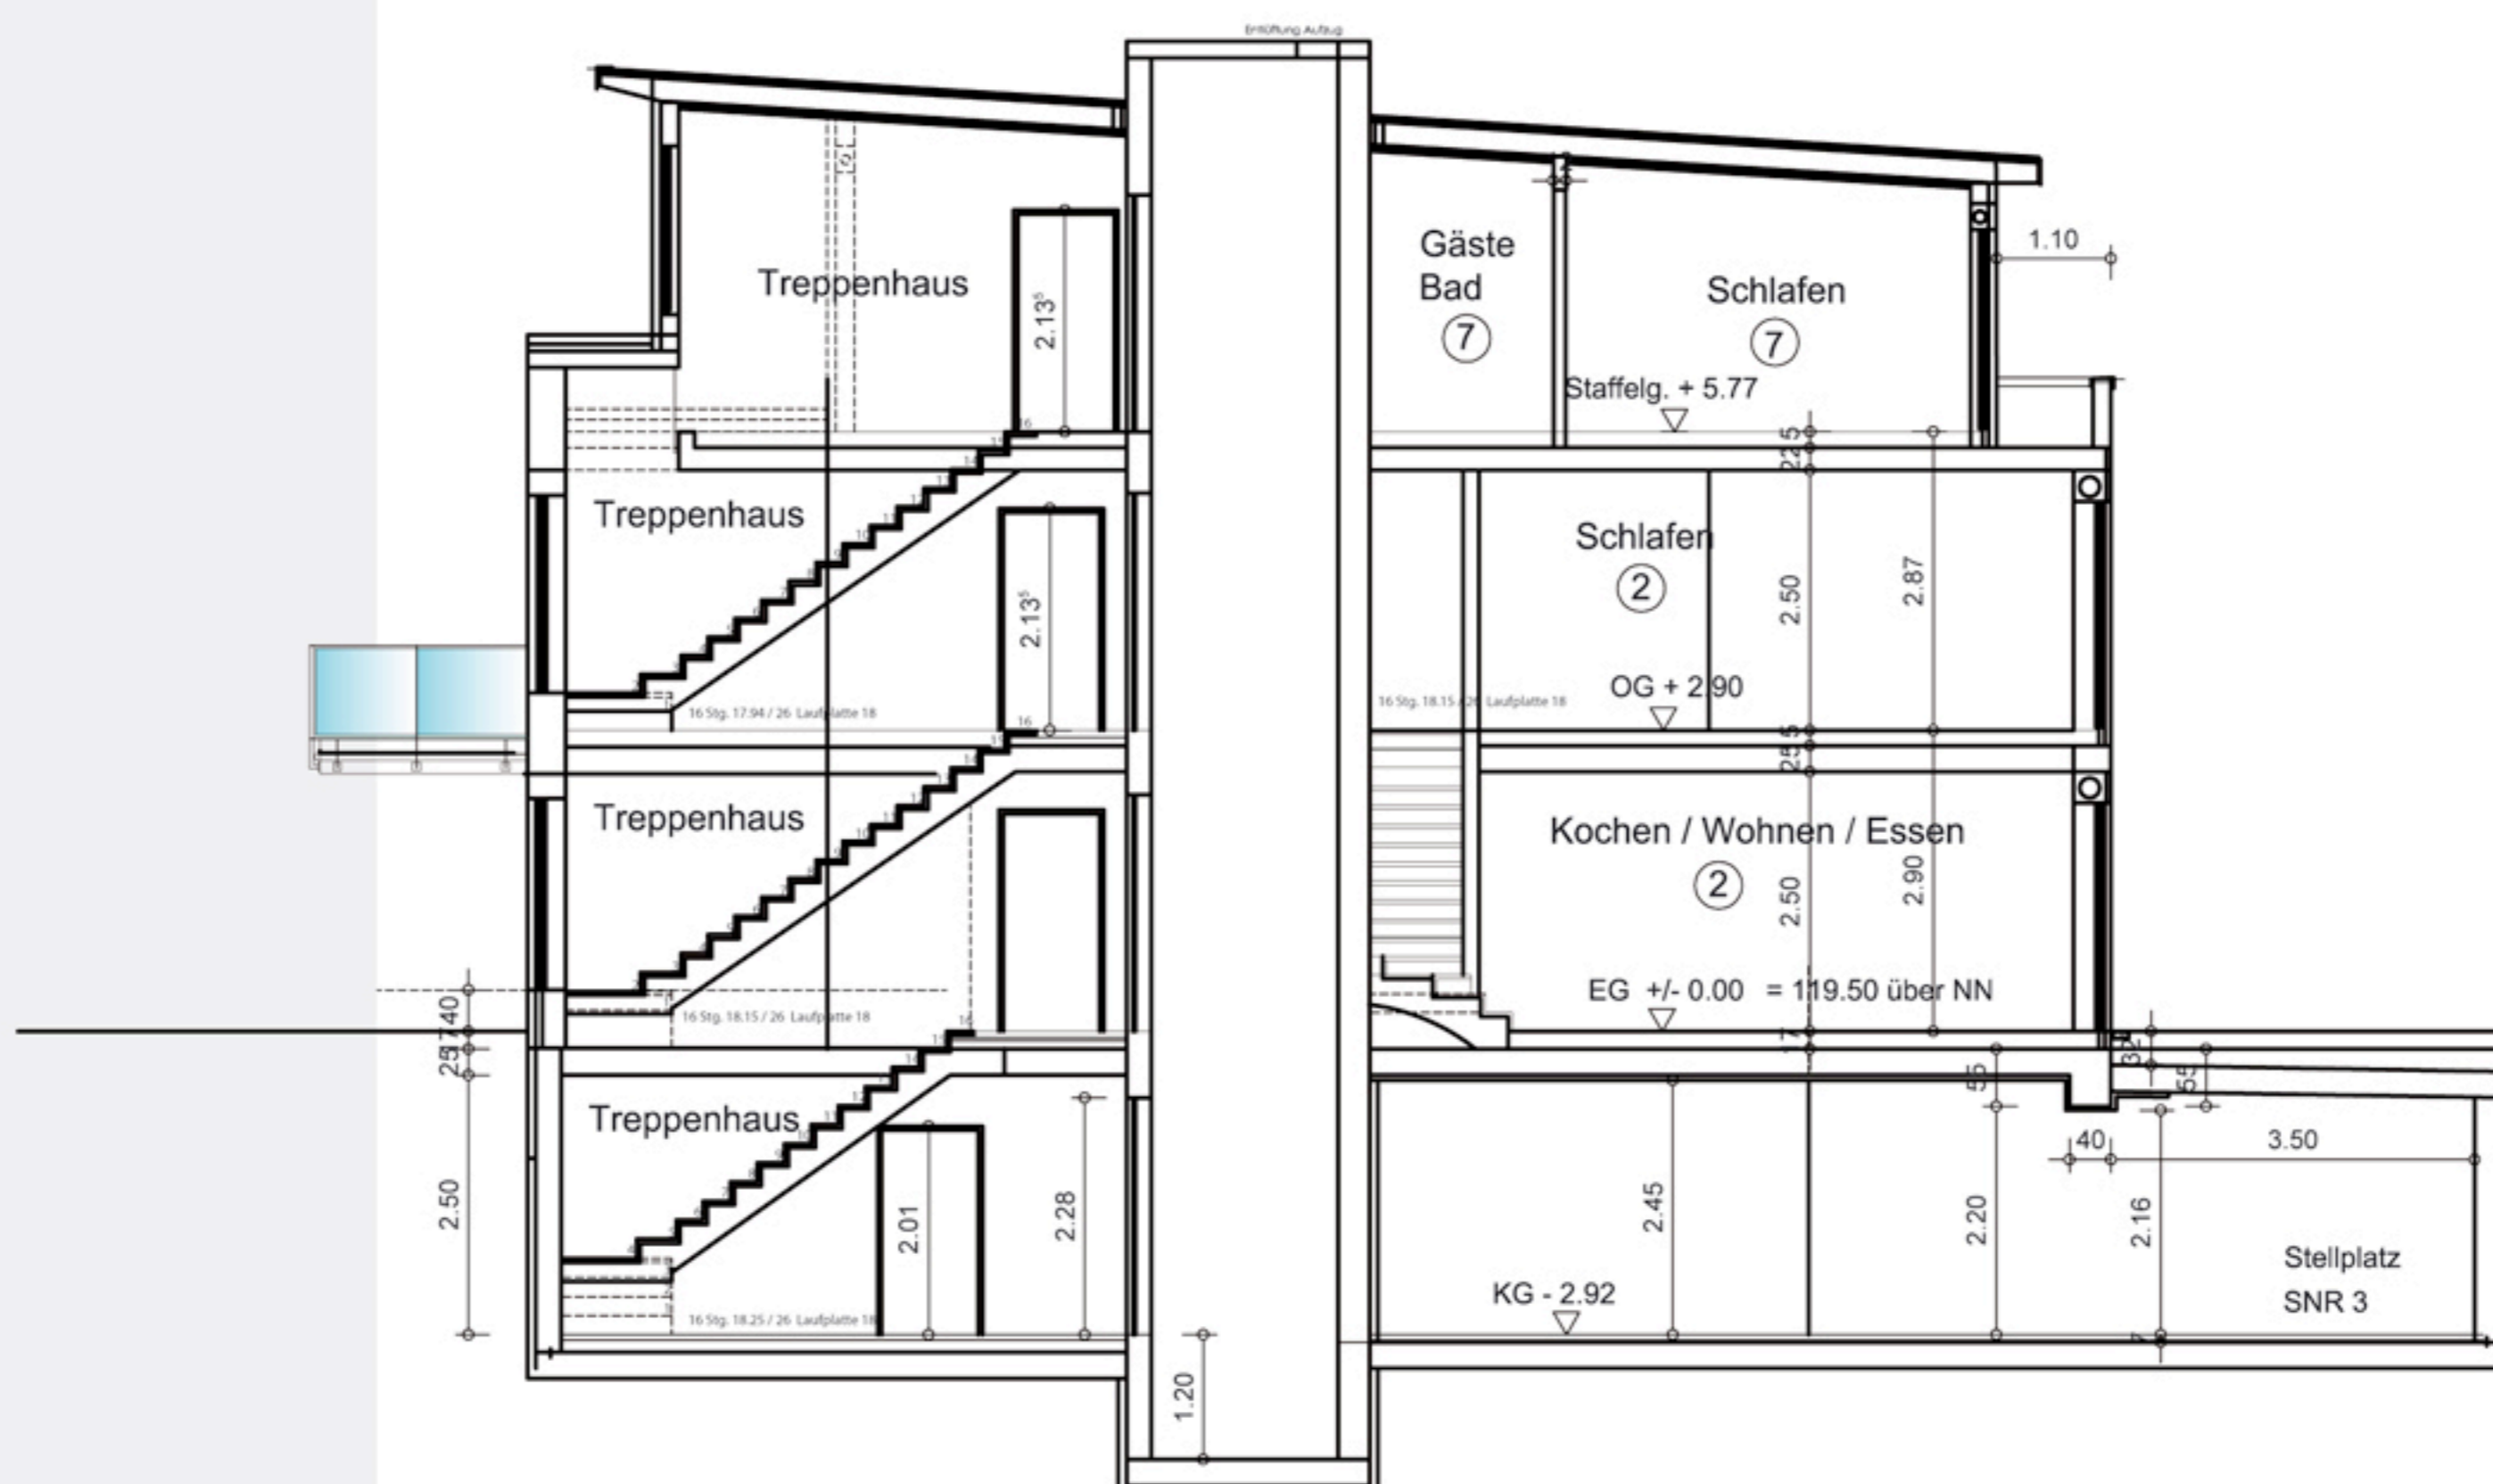 Entlüftung Aufzug
Treppenhaus
2.13⁵
Gäste
Bad
7
Schlafen
7
1.10
Staffelg. + 5.77
Treppenhaus
2.13⁵
Schlafen
2
2.50
2.87
OG + 2.90
16 Stg. 17.94 / 26 Laufplatte 18
16 Stg. 18.15 / 26 Laufplatte 18
Treppenhaus
Kochen / Wohnen / Essen
2
2.50
2.90
EG +/- 0.00 = 119.50 über NN
16 Stg. 18.15 / 26 Laufplatte 18
40
17
25
32
55
55
Treppenhaus
40
3.50
2.50
2.01
2.28
2.45
2.20
2.16
Stellplatz
SNR 3
KG - 2.92
16 Stg. 18.25 / 26 Laufplatte 18
1.20